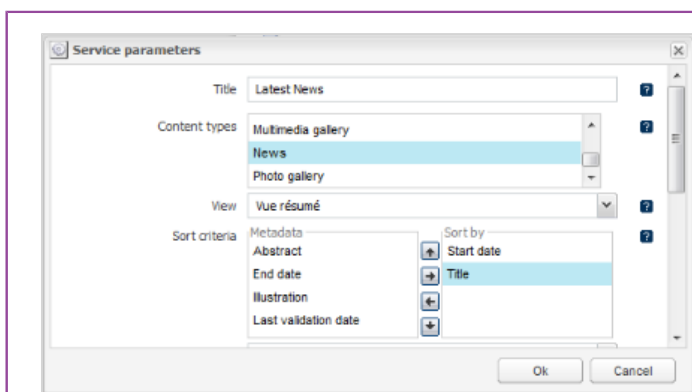 Service parameters
Title
Latest News
Content types
Multimedia gallery
News
Photo gallery
View
Vue résumé
Sort criteria
Metadata
Abstract
End date
Illustration
Last validation date
Sort by
Start date
Title
Ok
Cancel